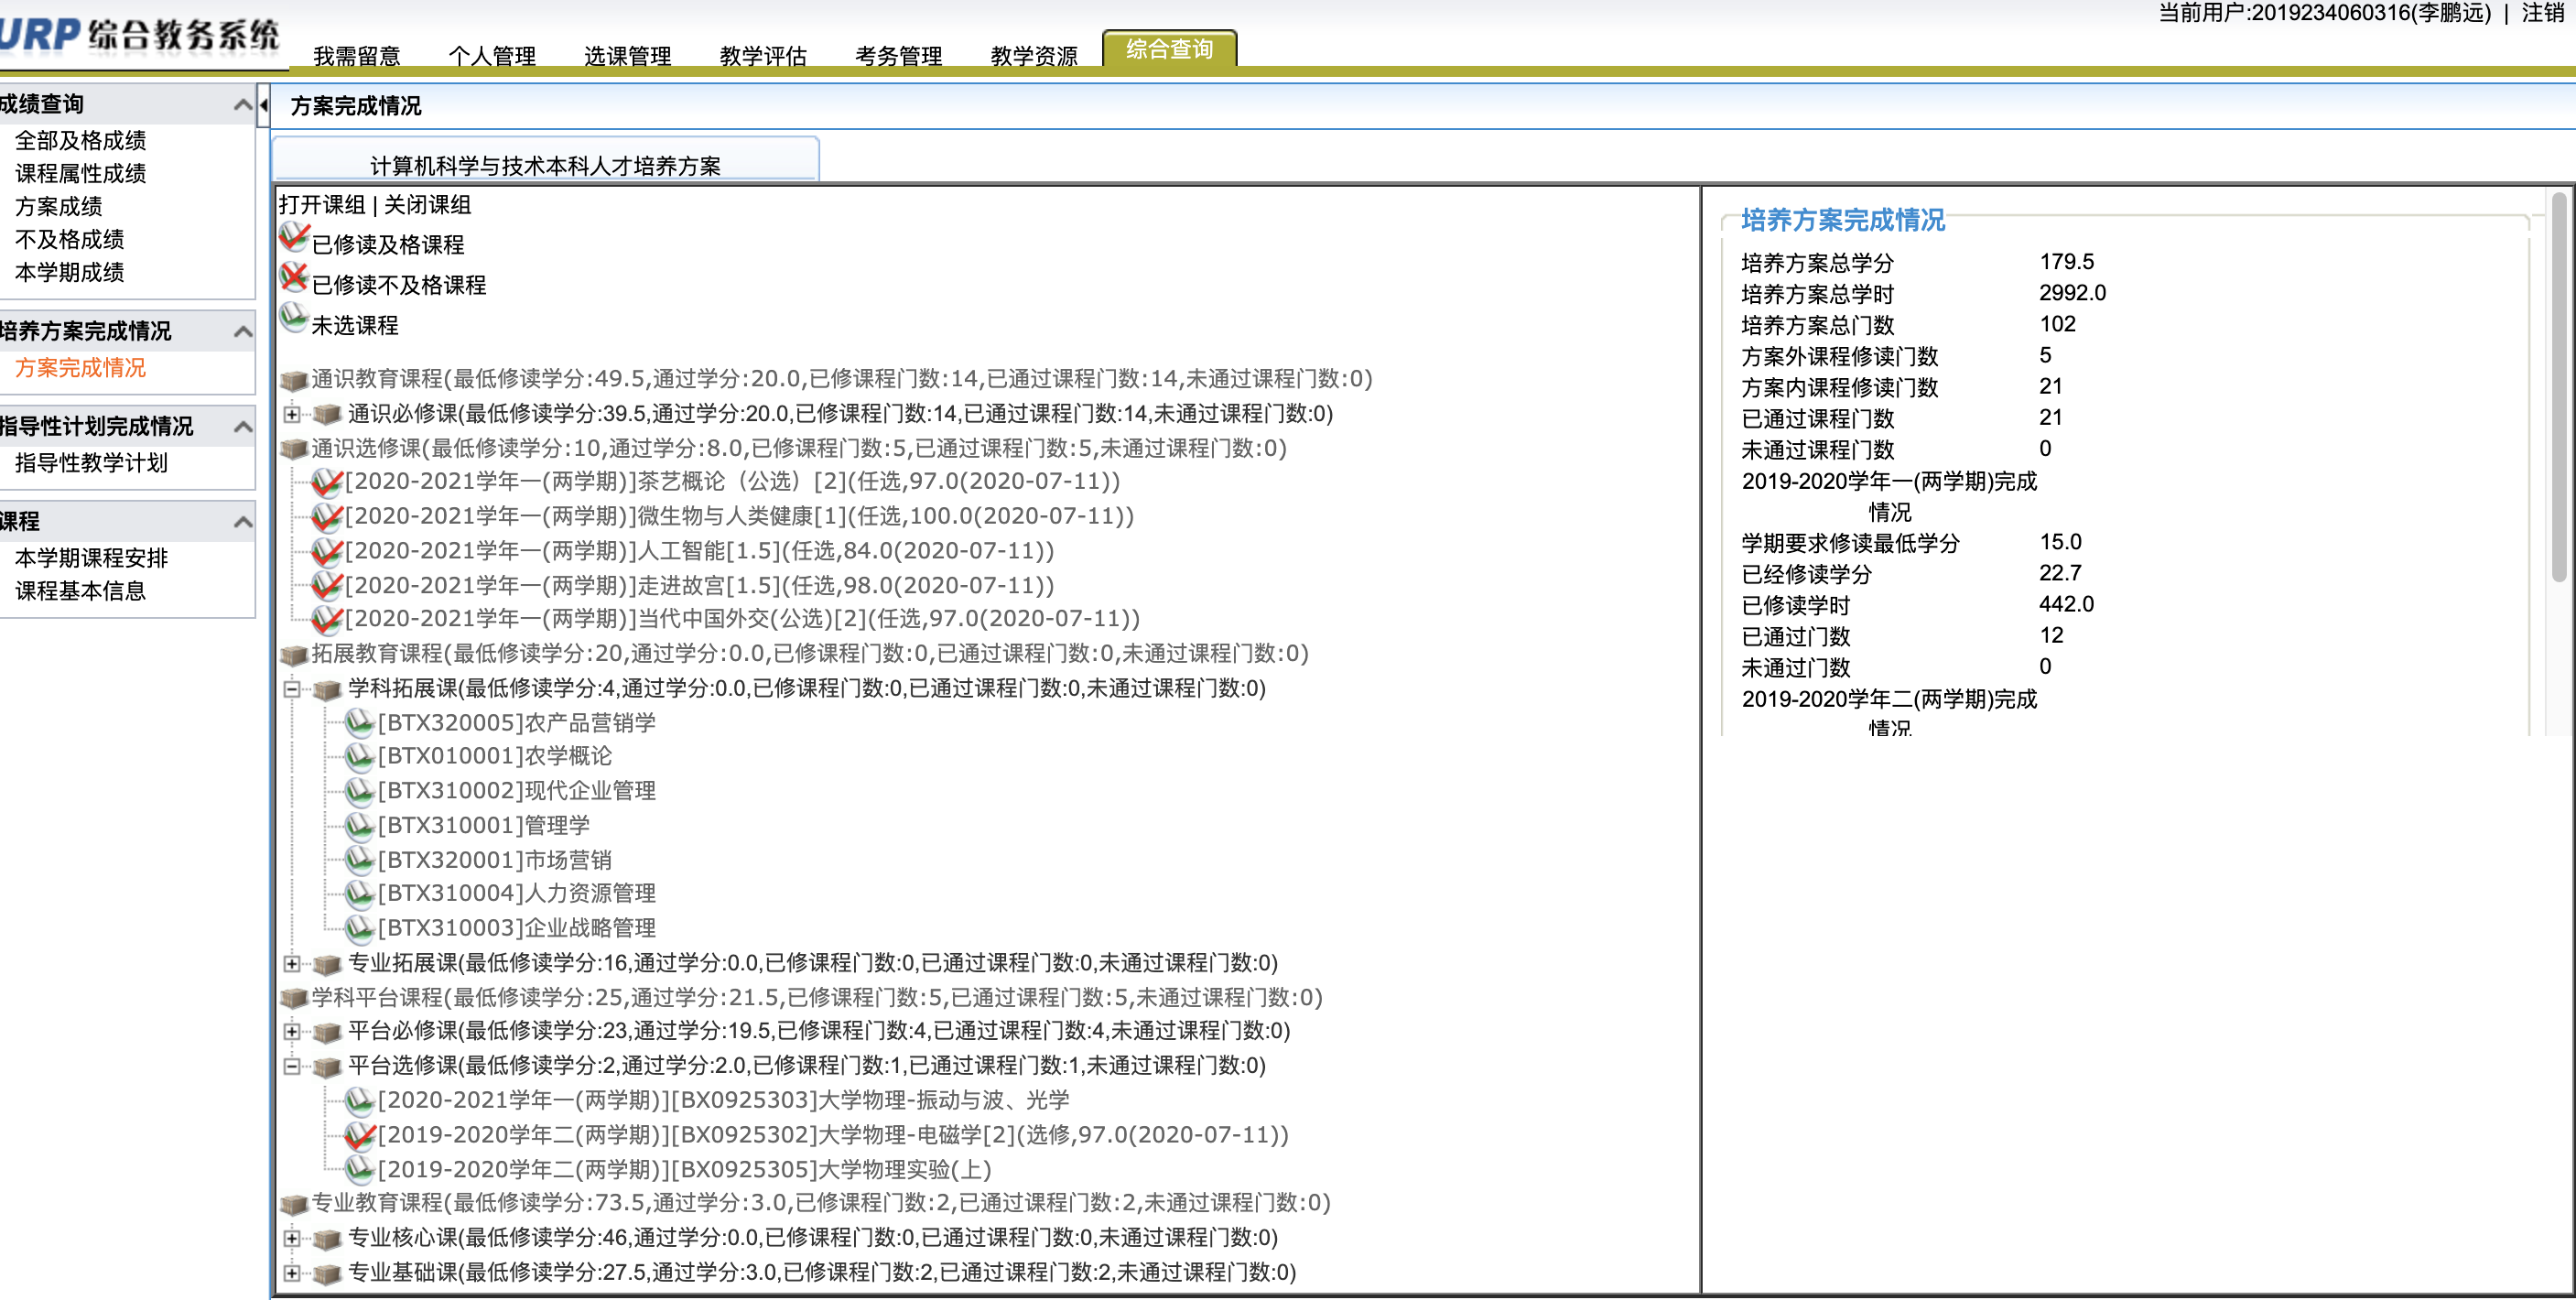 当前用户:2019234060316(李鹏远) | 注销
URP 综合教务系统
我需留意 个人管理 选课管理 教学评估 考务管理 教学资源 综合查询
成绩查询
全部及格成绩
课程属性成绩
方案成绩
不及格成绩
本学期成绩
培养方案完成情况
方案完成情况
指导性计划完成情况
指导性教学计划
课程
本学期课程安排
课程基本信息
方案完成情况
计算机科学与技术本科人才培养方案
打开课组 | 关闭课组
已修读及格课程
已修读不及格课程
未选课程
通识教育课程(最低修读学分:49.5,通过学分:20.0,已修课程门数:14,已通过课程门数:14,未通过课程门数:0)
通识必修课(最低修读学分:39.5,通过学分:20.0,已修课程门数:14,已通过课程门数:14,未通过课程门数:0)
通识选修课(最低修读学分:10,通过学分:8.0,已修课程门数:5,已通过课程门数:5,未通过课程门数:0)
[2020-2021学年一(两学期)]茶艺概论（公选）[2](任选,97.0(2020-07-11))
[2020-2021学年一(两学期)]微生物与人类健康[1](任选,100.0(2020-07-11))
[2020-2021学年一(两学期)]人工智能[1.5](任选,84.0(2020-07-11))
[2020-2021学年一(两学期)]走进故宫[1.5](任选,98.0(2020-07-11))
[2020-2021学年一(两学期)]当代中国外交(公选)[2](任选,97.0(2020-07-11))
拓展教育课程(最低修读学分:20,通过学分:0.0,已修课程门数:0,已通过课程门数:0,未通过课程门数:0)
学科拓展课(最低修读学分:4,通过学分:0.0,已修课程门数:0,已通过课程门数:0,未通过课程门数:0)
[BTX320005]农产品营销学
[BTX010001]农学概论
[BTX310002]现代企业管理
[BTX310001]管理学
[BTX320001]市场营销
[BTX310004]人力资源管理
[BTX310003]企业战略管理
专业拓展课(最低修读学分:16,通过学分:0.0,已修课程门数:0,已通过课程门数:0,未通过课程门数:0)
学科平台课程(最低修读学分:25,通过学分:21.5,已修课程门数:5,已通过课程门数:5,未通过课程门数:0)
平台必修课(最低修读学分:23,通过学分:19.5,已修课程门数:4,已通过课程门数:4,未通过课程门数:0)
平台选修课(最低修读学分:2,通过学分:2.0,已修课程门数:1,已通过课程门数:1,未通过课程门数:0)
[2020-2021学年一(两学期)][BX0925303]大学物理-振动与波、光学
[2019-2020学年二(两学期)][BX0925302]大学物理-电磁学[2](选修,97.0(2020-07-11))
[2019-2020学年二(两学期)][BX0925305]大学物理实验(上)
专业教育课程(最低修读学分:73.5,通过学分:3.0,已修课程门数:2,已通过课程门数:2,未通过课程门数:0)
专业核心课(最低修读学分:46,通过学分:0.0,已修课程门数:0,已通过课程门数:0,未通过课程门数:0)
专业基础课(最低修读学分:27.5,通过学分:3.0,已修课程门数:2,已通过课程门数:2,未通过课程门数:0)
培养方案完成情况
培养方案总学分 179.5
培养方案总学时 2992.0
培养方案总门数 102
方案外课程修读门数 5
方案内课程修读门数 21
已通过课程门数 21
未通过课程门数 0
2019-2020学年一(两学期)完成
情况
学期要求修读最低学分 15.0
已经修读学分 22.7
已修读学时 442.0
已通过门数 12
未通过门数 0
2019-2020学年二(两学期)完成
情况